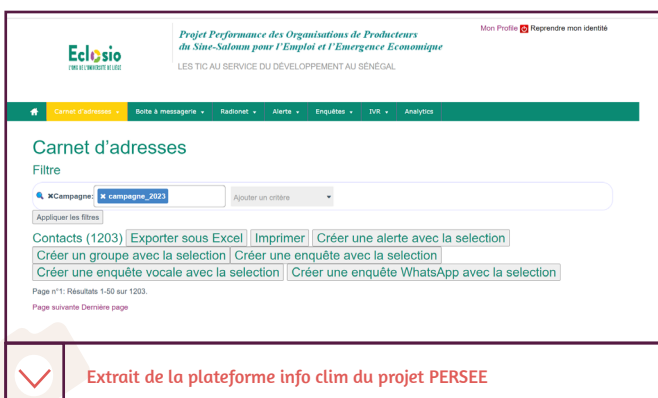 Eclosio
l'ONG DE L'UNIVERSITÉ DE LIÈGE
Projet Performance des Organisations de Producteurs
du Sine-Saloum pour l'Emploi et l'Emergence Economique
LES TIC AU SERVICE DU DÉVELOPPEMENT AU SÉNÉGAL
Mon Profile Reprendre mon identité
Carnet d'adresses Boite à messagerie Radionet Alerte Enquêtes IVR Analytics
Carnet d'adresses
Filtre
Campagne: campagne_2023 Ajouter un critère
Appliquer les filtres
Contacts (1203) Exporter sous Excel Imprimer Créer une alerte avec la selection
Créer un groupe avec la selection Créer une enquête avec la selection
Créer une enquête vocale avec la selection Créer une enquête WhatsApp avec la selection
Page n°1: Résultats 1-50 sur 1203.
Page suivante Dernière page
Extrait de la plateforme info clim du projet PERSEE